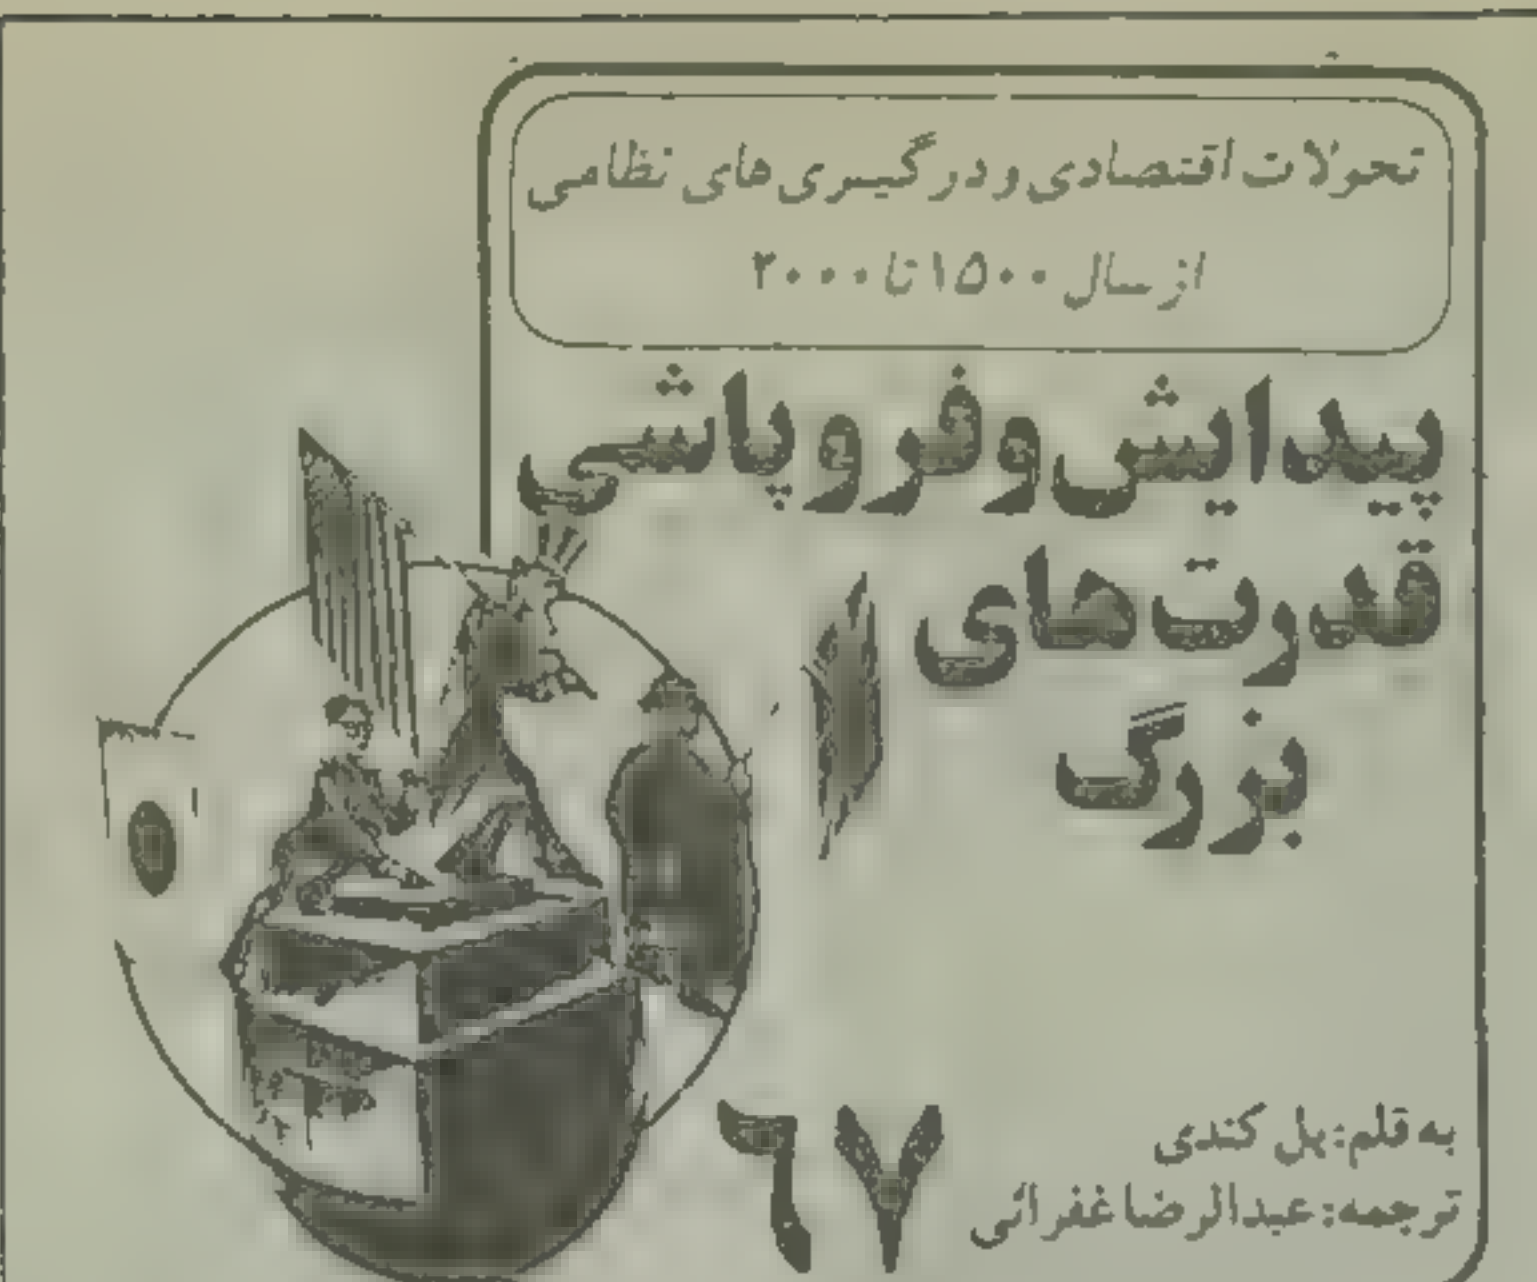 تحولات اقتصادی و درگیری های نظامی
از سال ۱۵۰۰ تا ۲۰۰۰
پیدایش و فروپاشی
قدرت های
بزرگ
به قلم: پل کندی
ترجمه: عبدالرضا غفرائی
۶۷